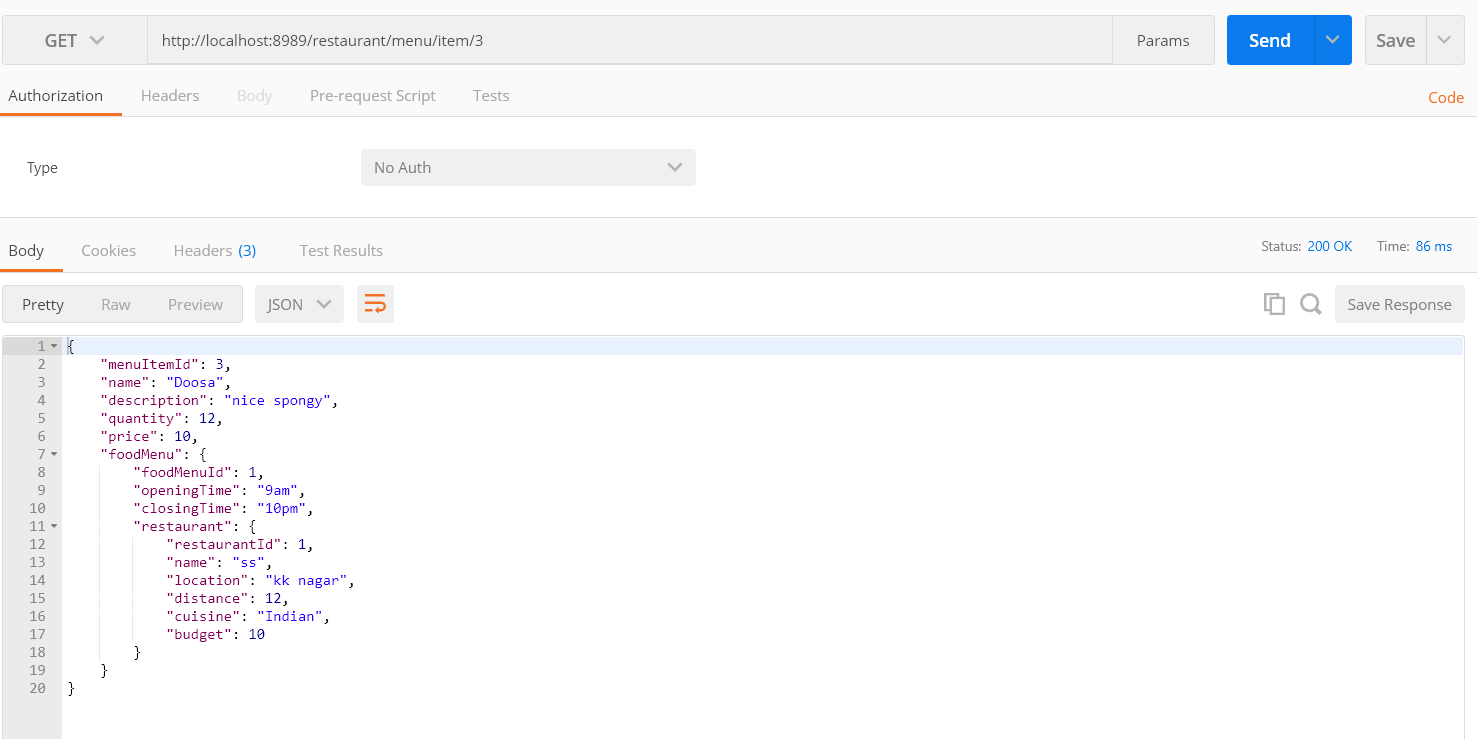 GET http://localhost:8989/restaurant/menu/item/3 Params Send Save
Authorization Headers Body Pre-request Script Tests Code
Type No Auth
Body Cookies Headers (3) Test Results Status: 200 OK Time: 86 ms
Pretty Raw Preview JSON Save Response
1 {
2 "menuItemId": 3,
3 "name": "Doosa",
4 "description": "nice spongy",
5 "quantity": 12,
6 "price": 10,
7 "foodMenu": {
8 "foodMenuId": 1,
9 "openingTime": "9am",
10 "closingTime": "10pm",
11 "restaurant": {
12 "restaurantId": 1,
13 "name": "ss",
14 "location": "kk nagar",
15 "distance": 12,
16 "cuisine": "Indian",
17 "budget": 10
18 }
19 }
20 }